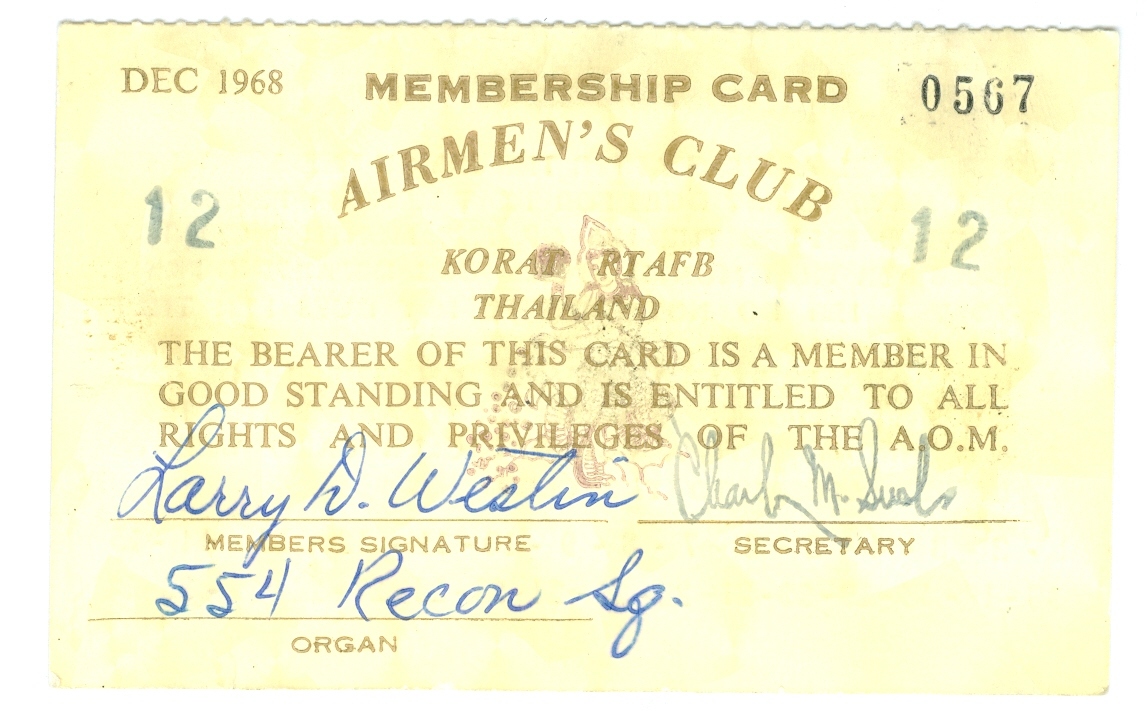 DEC 1968 MEMBERSHIP CARD 0567
AIRMEN'S CLUB
12 12
KORAT RTAFB
THAILAND
THE BEARER OF THIS CARD IS A MEMBER IN
GOOD STANDING AND IS ENTITLED TO ALL
RIGHTS AND PRIVILEGES OF THE A.O.M.
Larry D. Westin M.
MEMBERS SIGNATURE SECRETARY
554 Recon Sq.
ORGAN